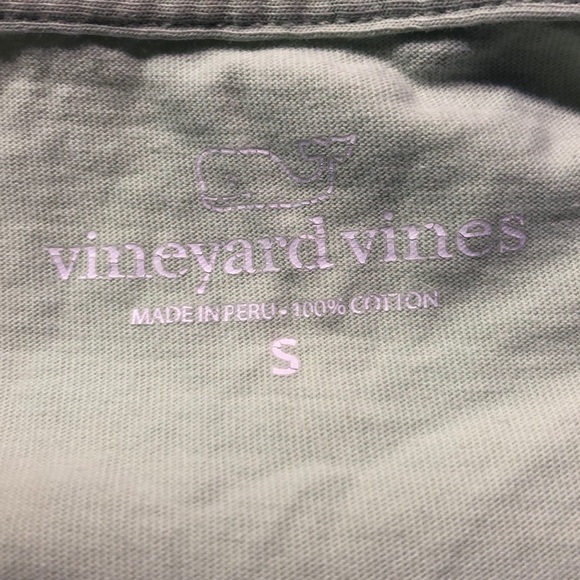 vineyard vines
MADE IN PERU • 100% COTTON
S